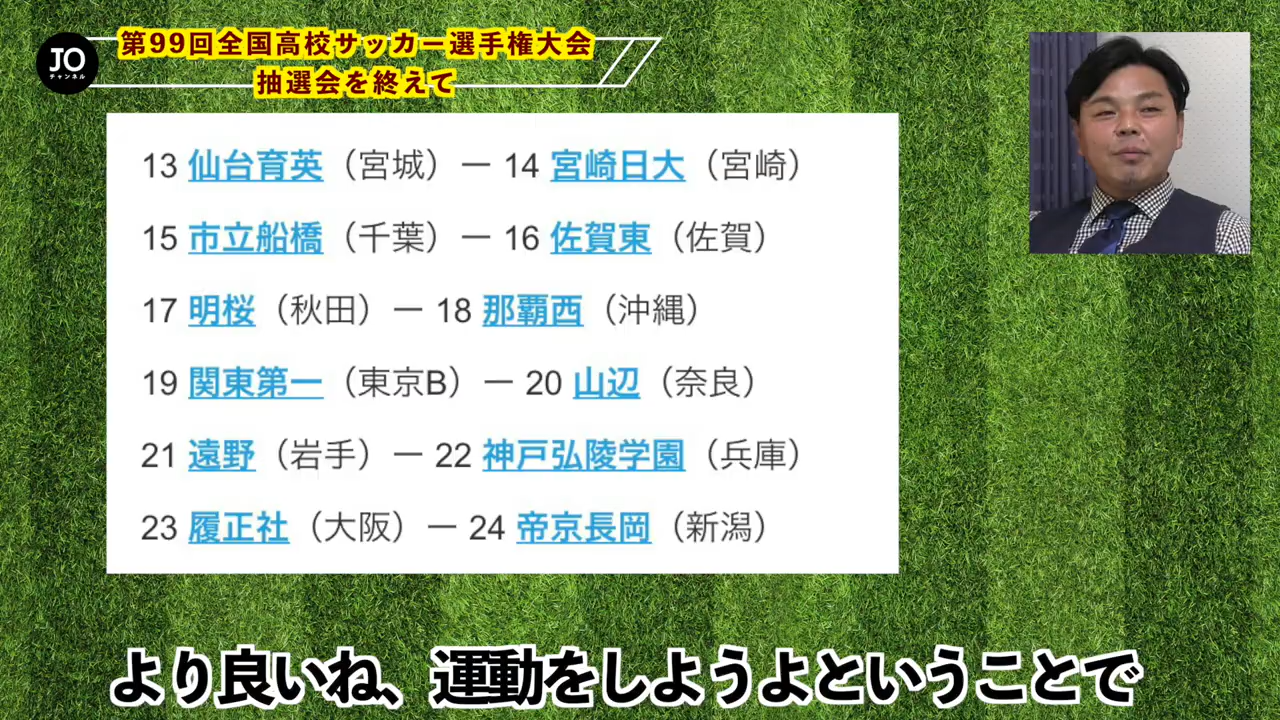 JO
チャンネル
第99回全国高校サッカー選手権大会
抽選会を終えて
13 仙台育英（宮城）ー 14 宮崎日大（宮崎）
15 市立船橋（千葉）ー 16 佐賀東（佐賀）
17 明桜（秋田）ー 18 那覇西（沖縄）
19 関東第一（東京B）ー 20 山辺（奈良）
21 遠野（岩手）ー 22 神戸弘陵学園（兵庫）
23 履正社（大阪）ー 24 帝京長岡（新潟）
より良いね、運動をしようよということで